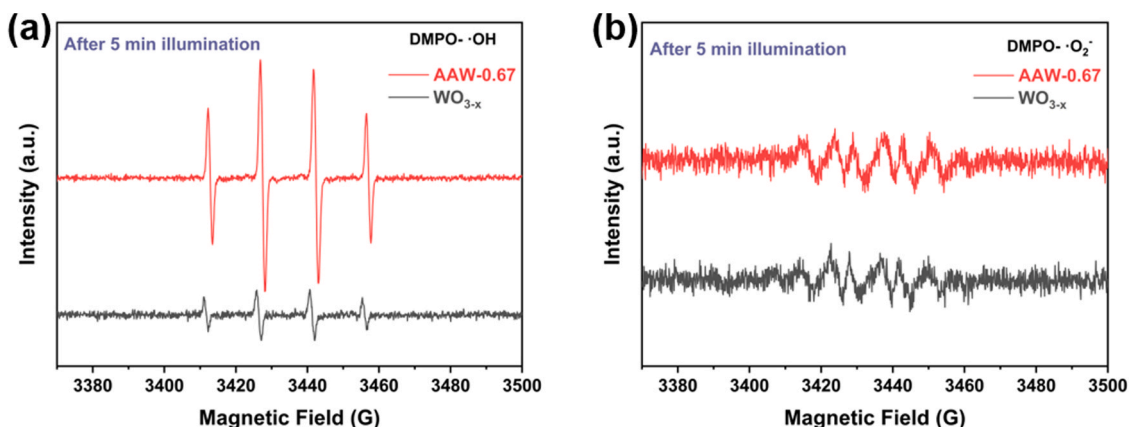 (a)
After 5 min illumination
DMPO- ·OH
AAW-0.67
WO₃₋ₓ
Intensity (a.u.)
3380 3400 3420 3440 3460 3480 3500
Magnetic Field (G)
(b)
After 5 min illumination
DMPO- ·O₂⁻
AAW-0.67
WO₃₋ₓ
Intensity (a.u.)
3380 3400 3420 3440 3460 3480 3500
Magnetic Field (G)